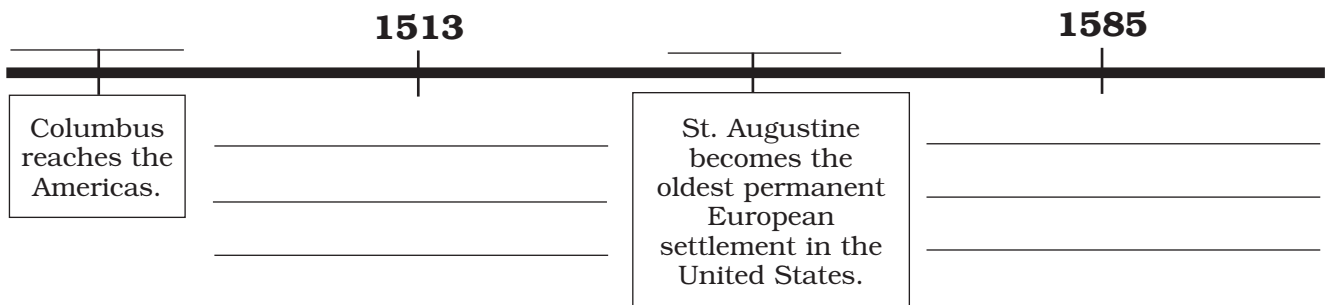 1513
1585
Columbus
reaches the
Americas.
St. Augustine
becomes the
oldest permanent
European
settlement in the
United States.